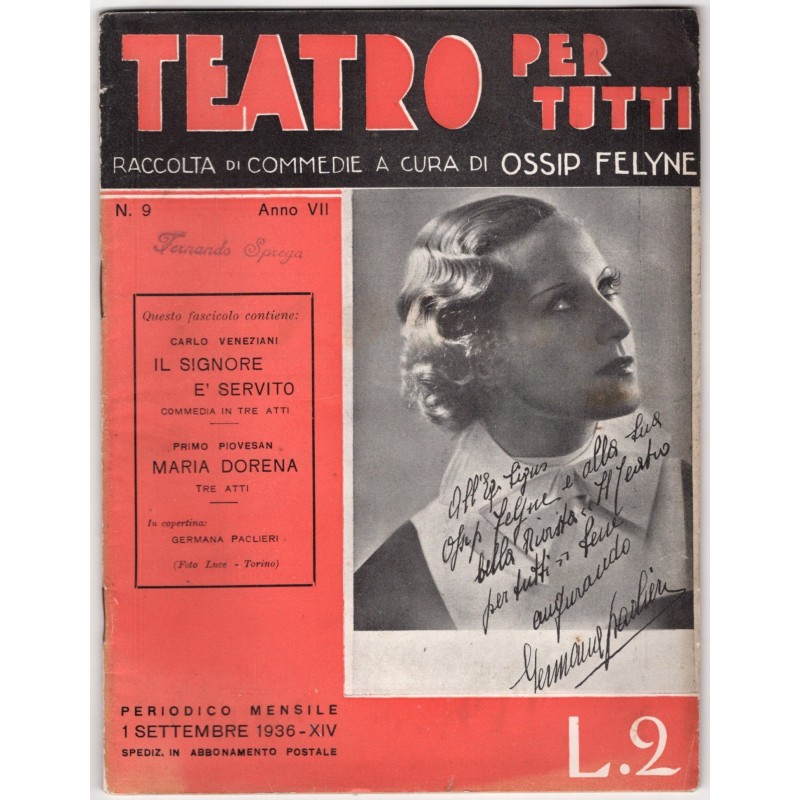 TEATRO PER TUTTI
RACCOLTA DI COMMEDIE A CURA DI OSSIP FELYNE
N. 9 Anno VII
Fernando Sprega
Questo fascicolo contiene:
CARLO VENEZIANI
IL SIGNORE
E' SERVITO
COMMEDIA IN TRE ATTI
PRIMO PIOVESAN
MARIA DORENA
TRE ATTI
In copertina:
GERMANA PAOLIERI
(Foto Luce - Torino)
All'Eg. Signor
Ossip Felyne e alla sua
bella Rivista "Il Teatro
per tutti" bene
augurando
Germana Paolieri
PERIODICO MENSILE
1 SETTEMBRE 1936-XIV
SPEDIZ. IN ABBONAMENTO POSTALE
L.2